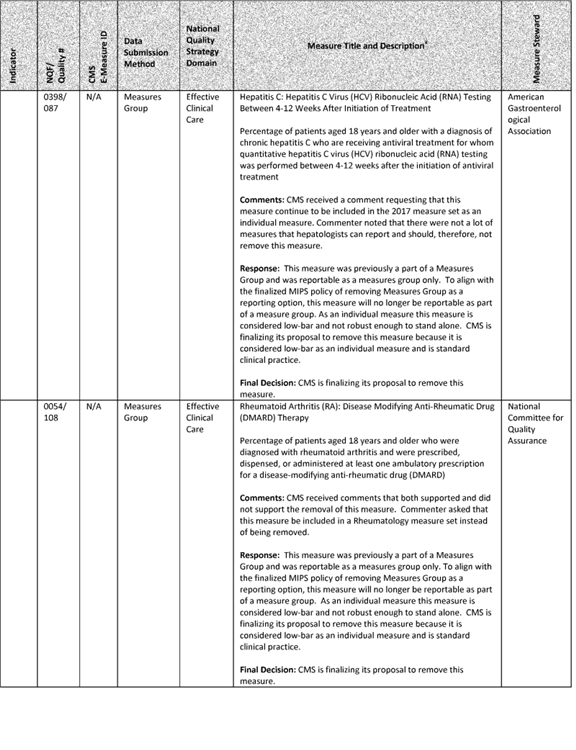 Indicator
NQF/
Quality #
CMS
E-Measure ID
Data
Submission
Method
National
Quality
Strategy
Domain
Measure Title and Description¥
Measure Steward
0398/
087
N/A
Measures
Group
Effective
Clinical
Care
Hepatitis C: Hepatitis C Virus (HCV) Ribonucleic Acid (RNA) Testing
Between 4-12 Weeks After Initiation of Treatment
Percentage of patients aged 18 years and older with a diagnosis of
chronic hepatitis C who are receiving antiviral treatment for whom
quantitative hepatitis C virus (HCV) ribonucleic acid (RNA) testing
was performed between 4-12 weeks after the initiation of antiviral
treatment
Comments: CMS received a comment requesting that this
measure continue to be included in the 2017 measure set as an
individual measure. Commenter noted that there were not a lot of
measures that hepatologists can report and should, therefore, not
remove this measure.
Response: This measure was previously a part of a Measures
Group and was reportable as a measures group only. To align with
the finalized MIPS policy of removing Measures Group as a
reporting option, this measure will no longer be reportable as part
of a measure group. As an individual measure this measure is
considered low-bar and not robust enough to stand alone. CMS is
finalizing its proposal to remove this measure because it is
considered low-bar as an individual measure and is standard
clinical practice.
Final Decision: CMS is finalizing its proposal to remove this
measure.
American
Gastroenterol
ogical
Association
0054/
108
N/A
Measures
Group
Effective
Clinical
Care
Rheumatoid Arthritis (RA): Disease Modifying Anti-Rheumatic Drug
(DMARD) Therapy
Percentage of patients aged 18 years and older who were
diagnosed with rheumatoid arthritis and were prescribed,
dispensed, or administered at least one ambulatory prescription
for a disease-modifying anti-rheumatic drug (DMARD)
Comments: CMS received comments that both supported and did
not support the removal of this measure. Commenter asked that
this measure be included in a Rheumatology measure set instead
of being removed.
Response: This measure was previously a part of a Measures
Group and was reportable as a measures group only. To align with
the finalized MIPS policy of removing Measures Group as a
reporting option, this measure will no longer be reportable as part
of a measure group. As an individual measure this measure is
considered low-bar and not robust enough to stand alone. CMS is
finalizing its proposal to remove this measure because it is
considered low-bar as an individual measure and is standard
clinical practice.
Final Decision: CMS is finalizing its proposal to remove this
measure.
National
Committee for
Quality
Assurance